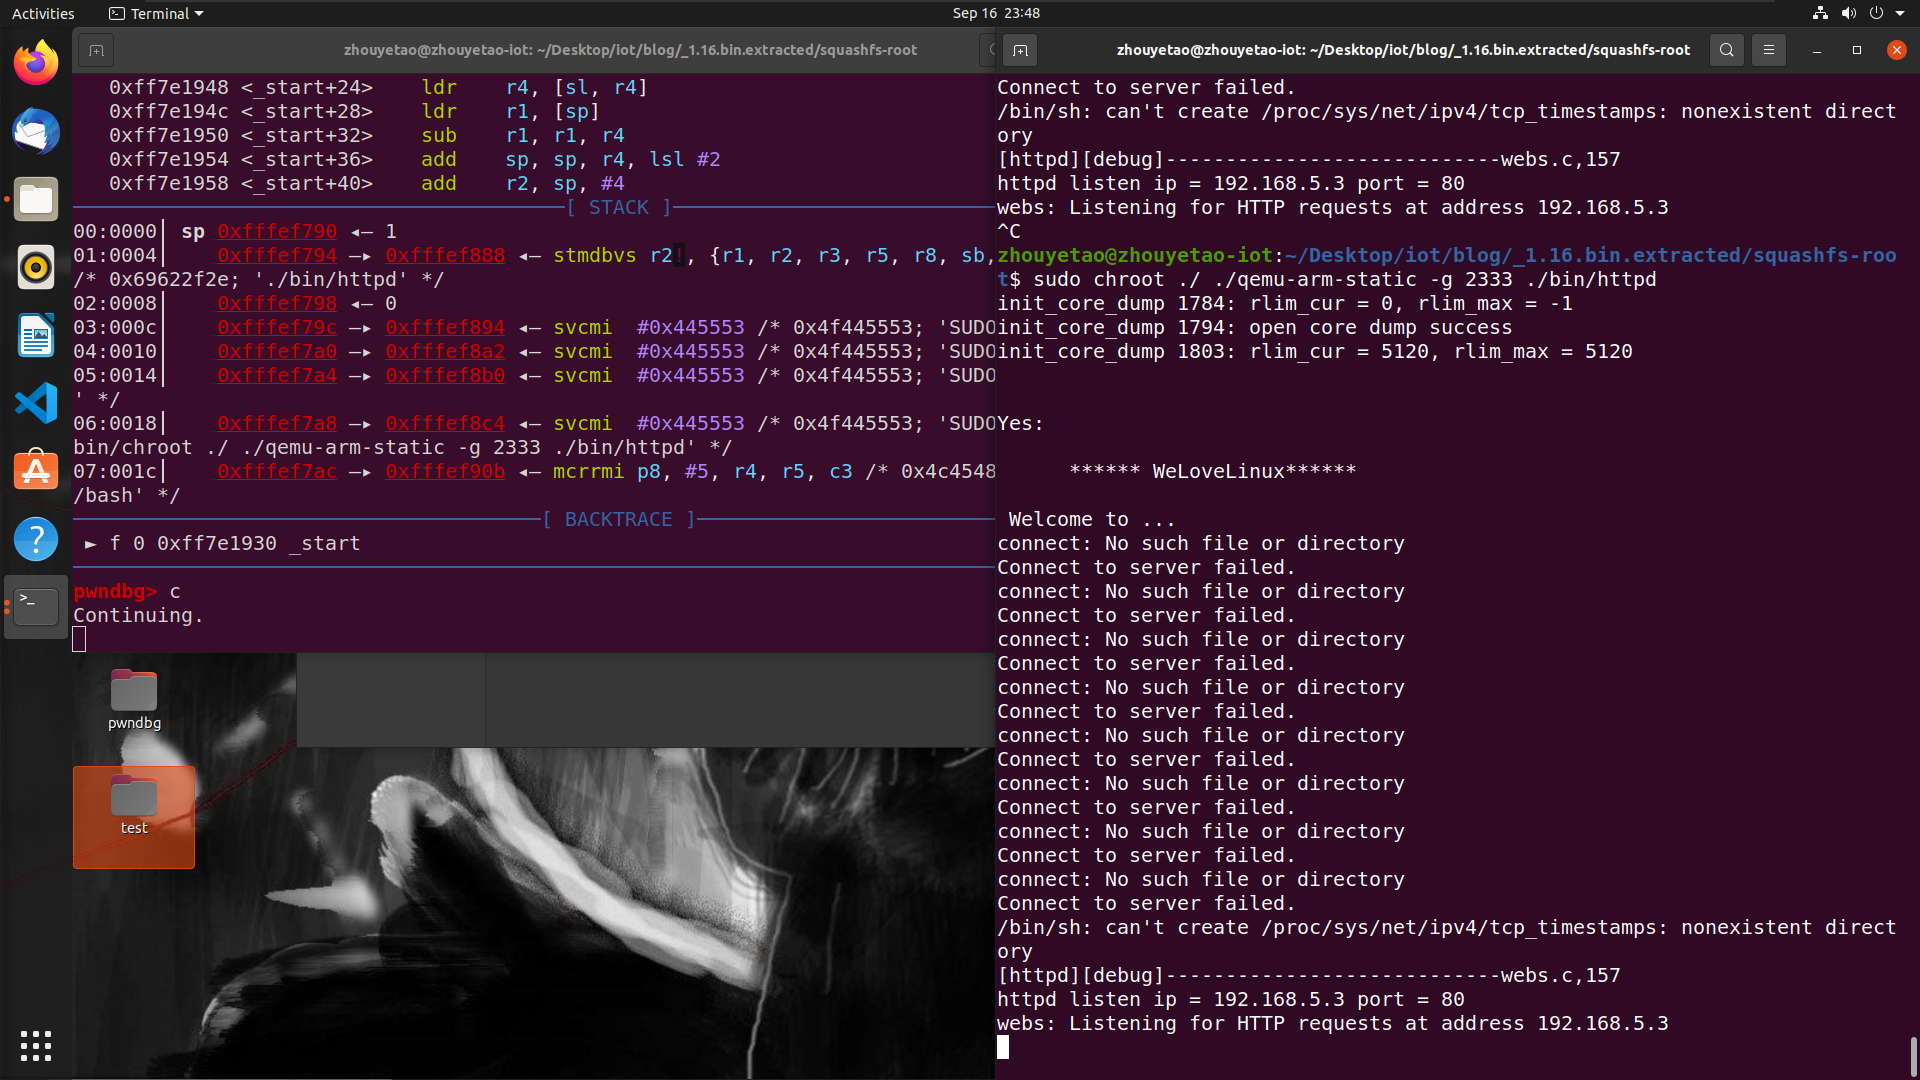 Activities
Terminal
Sep 16 23:48
zhouyetao@zhouyetao-iot: ~/Desktop/iot/blog/_1.16.bin.extracted/squashfs-root
0xff7e1948 <_start+24> ldr r4, [sl, r4]
0xff7e194c <_start+28> ldr r1, [sp]
0xff7e1950 <_start+32> sub r1, r1, r4
0xff7e1954 <_start+36> add sp, sp, r4, lsl #2
0xff7e1958 <_start+40> add r2, sp, #4
[ STACK ]
00:0000│ sp 0xfffef790 ◂— 1
01:0004│ 0xfffef794 —▸ 0xfffef888 ◂— stmdbvs r2!, {r1, r2, r3, r5, r8, sb,
/* 0x69622f2e; './bin/httpd' */
02:0008│ 0xfffef798 ◂— 0
03:000c│ 0xfffef79c —▸ 0xfffef894 ◂— svcmi #0x445553 /* 0x4f445553; 'SUDO
04:0010│ 0xfffef7a0 —▸ 0xfffef8a2 ◂— svcmi #0x445553 /* 0x4f445553; 'SUDO
05:0014│ 0xfffef7a4 —▸ 0xfffef8b0 ◂— svcmi #0x445553 /* 0x4f445553; 'SUDO
' */
06:0018│ 0xfffef7a8 —▸ 0xfffef8c4 ◂— svcmi #0x445553 /* 0x4f445553; 'SUDO
bin/chroot ./ ./qemu-arm-static -g 2333 ./bin/httpd' */
07:001c│ 0xfffef7ac —▸ 0xfffef90b ◂— mcrrmi p8, #5, r4, r5, c3 /* 0x4c4548
/bash' */
[ BACKTRACE ]
► f 0 0xff7e1930 _start
pwndbg> c
Continuing.
pwndbg
test
zhouyetao@zhouyetao-iot: ~/Desktop/iot/blog/_1.16.bin.extracted/squashfs-root
Connect to server failed.
/bin/sh: can't create /proc/sys/net/ipv4/tcp_timestamps: nonexistent direct
ory
[httpd][debug]----------------------------webs.c,157
httpd listen ip = 192.168.5.3 port = 80
webs: Listening for HTTP requests at address 192.168.5.3
^C
zhouyetao@zhouyetao-iot:~/Desktop/iot/blog/_1.16.bin.extracted/squashfs-roo
t$ sudo chroot ./ ./qemu-arm-static -g 2333 ./bin/httpd
init_core_dump 1784: rlim_cur = 0, rlim_max = -1
init_core_dump 1794: open core dump success
init_core_dump 1803: rlim_cur = 5120, rlim_max = 5120
Yes:
****** WeLoveLinux******
Welcome to ...
connect: No such file or directory
Connect to server failed.
connect: No such file or directory
Connect to server failed.
connect: No such file or directory
Connect to server failed.
connect: No such file or directory
Connect to server failed.
connect: No such file or directory
Connect to server failed.
connect: No such file or directory
Connect to server failed.
connect: No such file or directory
Connect to server failed.
connect: No such file or directory
Connect to server failed.
/bin/sh: can't create /proc/sys/net/ipv4/tcp_timestamps: nonexistent direct
ory
[httpd][debug]----------------------------webs.c,157
httpd listen ip = 192.168.5.3 port = 80
webs: Listening for HTTP requests at address 192.168.5.3